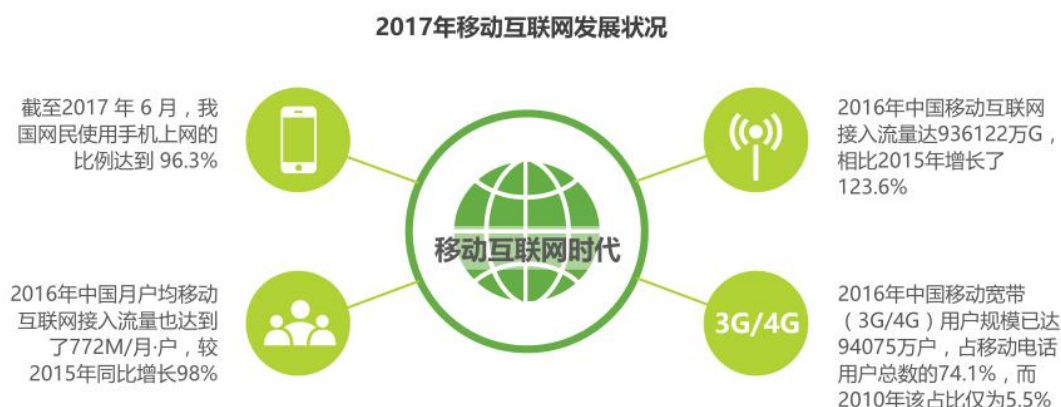 2017年移动互联网发展状况
截至2017 年 6 月，我
国网民使用手机上网的
比例达到 96.3%
2016年中国移动互联网
接入流量达936122万G，
相比2015年增长了
123.6%
移动互联网时代
2016年中国月户均移动
互联网接入流量也达到
了772M/月·户，较
2015年同比增长98%
3G/4G
2016年中国移动宽带
（3G/4G）用户规模已达
94075万户，占移动电话
用户总数的74.1%，而
2010年该占比仅为5.5%